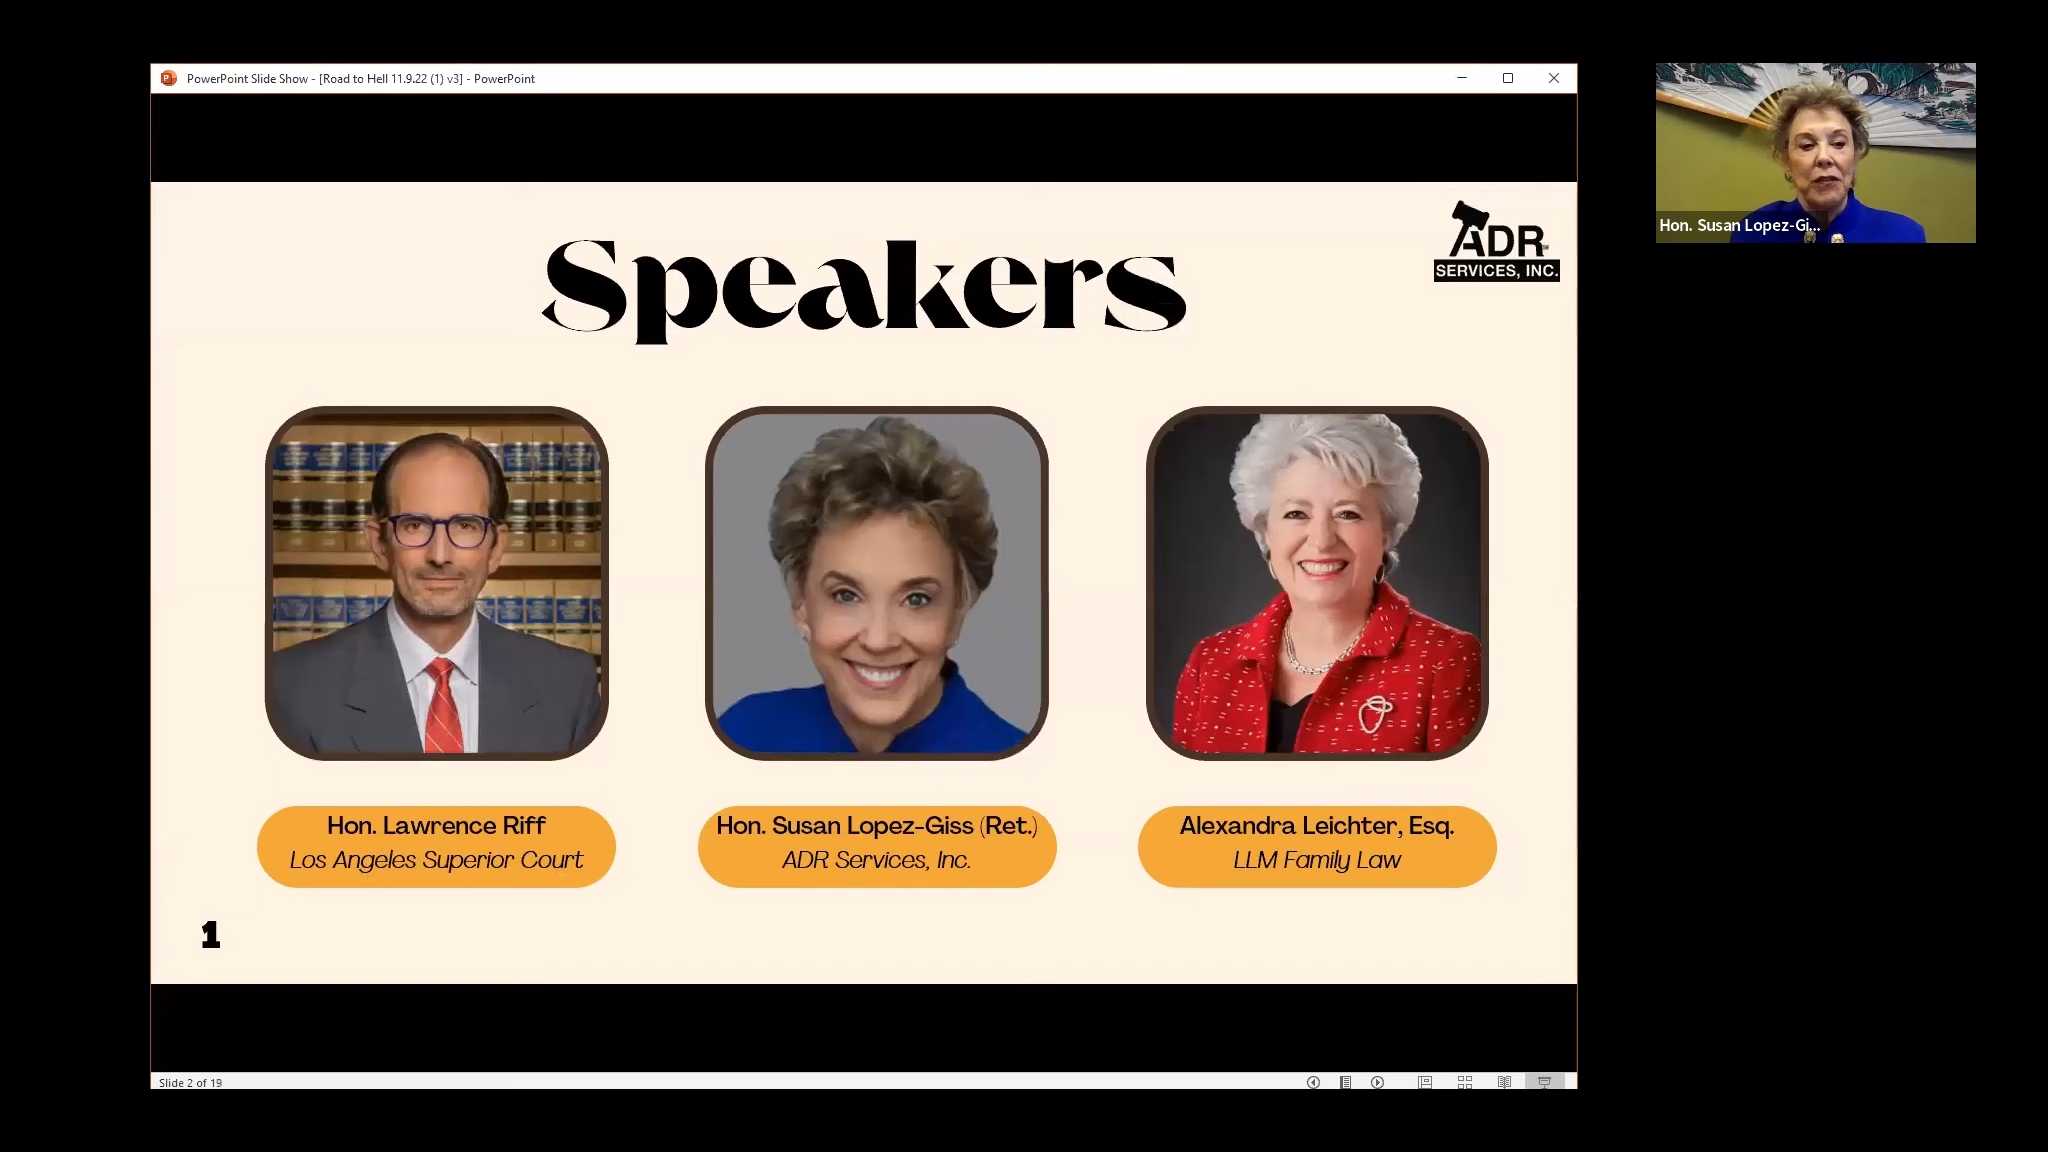 PowerPoint Slide Show - [Road to Hell 11.9.22 (1) v3] - PowerPoint
Speakers
ADR
SERVICES, INC.
Hon. Susan Lopez-Gi...
Hon. Lawrence Riff
Los Angeles Superior Court
Hon. Susan Lopez-Giss (Ret.)
ADR Services, Inc.
Alexandra Leichter, Esq.
LLM Family Law
1
Slide 2 of 19